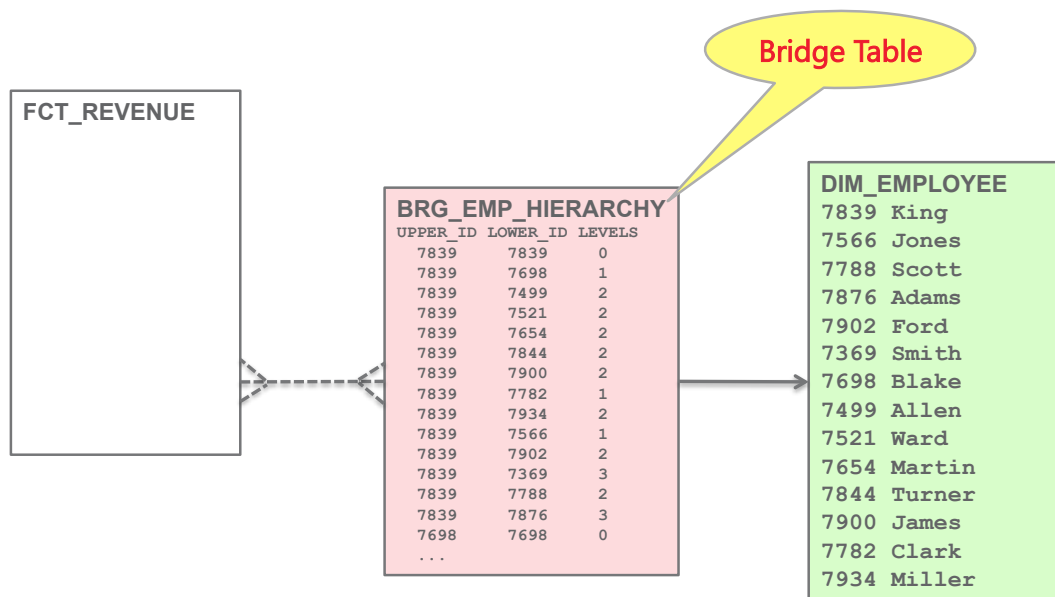 Bridge Table
FCT_REVENUE
BRG_EMP_HIERARCHY
UPPER_ID LOWER_ID LEVELS
7839 7839 0
7839 7698 1
7839 7499 2
7839 7521 2
7839 7654 2
7839 7844 2
7839 7900 2
7839 7782 1
7839 7934 2
7839 7566 1
7839 7902 2
7839 7369 3
7839 7788 2
7839 7876 3
7698 7698 0
...
DIM_EMPLOYEE
7839 King
7566 Jones
7788 Scott
7876 Adams
7902 Ford
7369 Smith
7698 Blake
7499 Allen
7521 Ward
7654 Martin
7844 Turner
7900 James
7782 Clark
7934 Miller